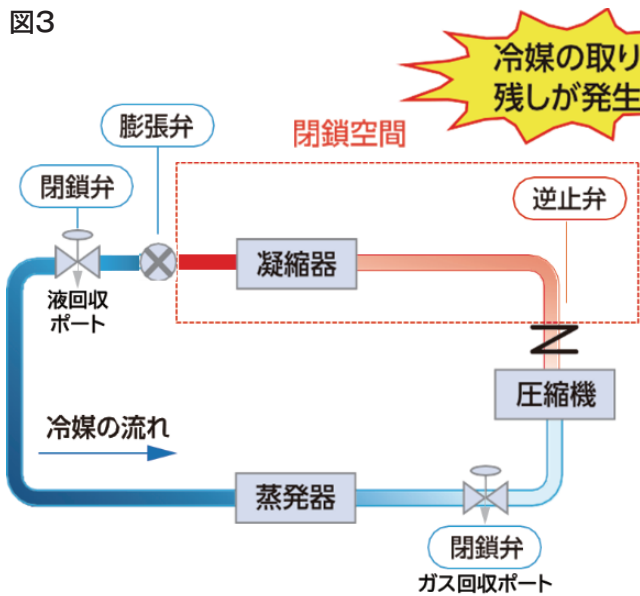 図3
冷媒の取り
残しが発生
膨張弁
閉鎖空間
閉鎖弁
逆止弁
凝縮器
液回収
ポート
圧縮機
冷媒の流れ
蒸発器
閉鎖弁
ガス回収ポート